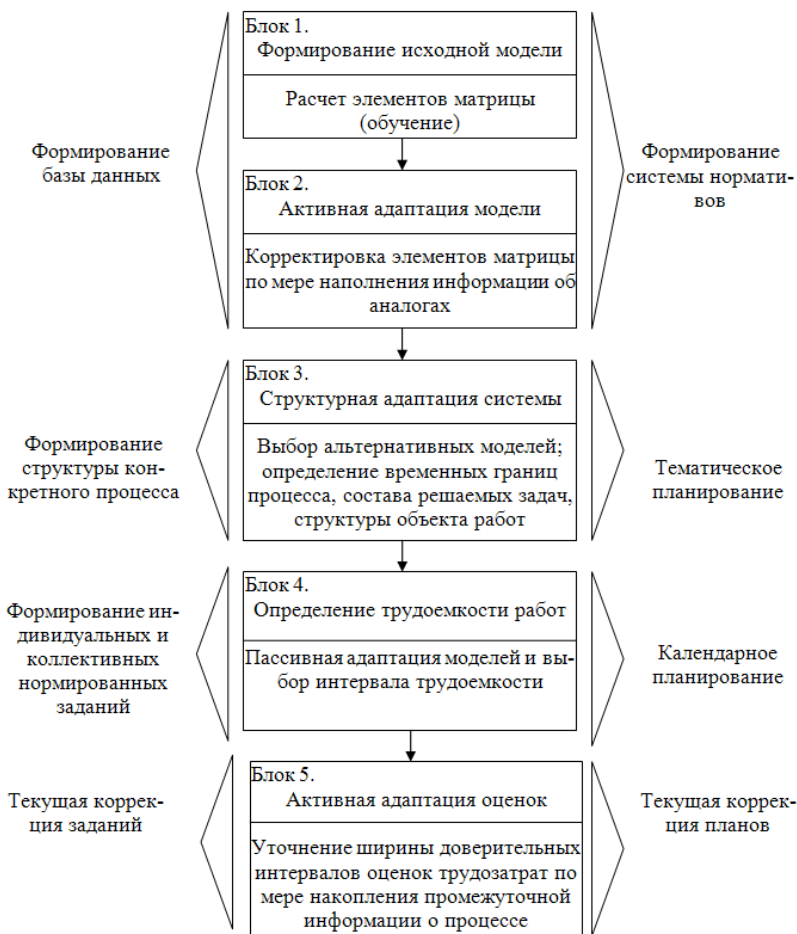 Блок 1.
Формирование исходной модели
Расчет элементов матрицы
(обучение)
Формирование
базы данных
Формирование
системы нормати-
вов
Блок 2.
Активная адаптация модели
Корректировка элементов матрицы
по мере наполнения информации об
аналогах
Блок 3.
Структурная адаптация системы
Выбор альтернативных моделей;
определение временных границ
процесса, состава решаемых задач,
структуры объекта работ
Формирование
структуры кон-
кретного процесса
Тематическое
планирование
Блок 4.
Определение трудоемкости работ
Пассивная адаптация моделей и вы-
бор интервала трудоемкости
Формирование ин-
дивидуальных и
коллективных
нормированных
заданий
Календарное
планирование
Блок 5.
Активная адаптация оценок
Уточнение ширины доверительных
интервалов оценок трудозатрат по
мере накопления промежуточной
информации о процессе
Текущая коррек-
ция заданий
Текущая коррек-
ция планов